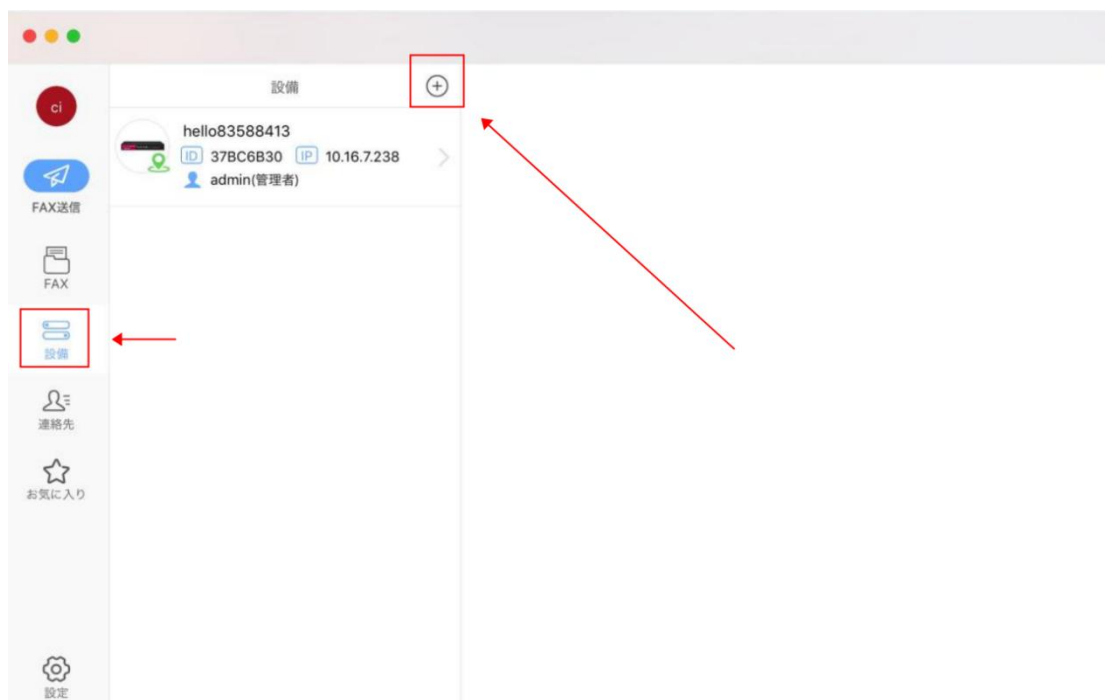 ci
FAX送信
FAX
設備
連絡先
お気に入り
設定
設備
hello83588413
ID 37BC6B30 IP 10.16.7.238
admin(管理者)